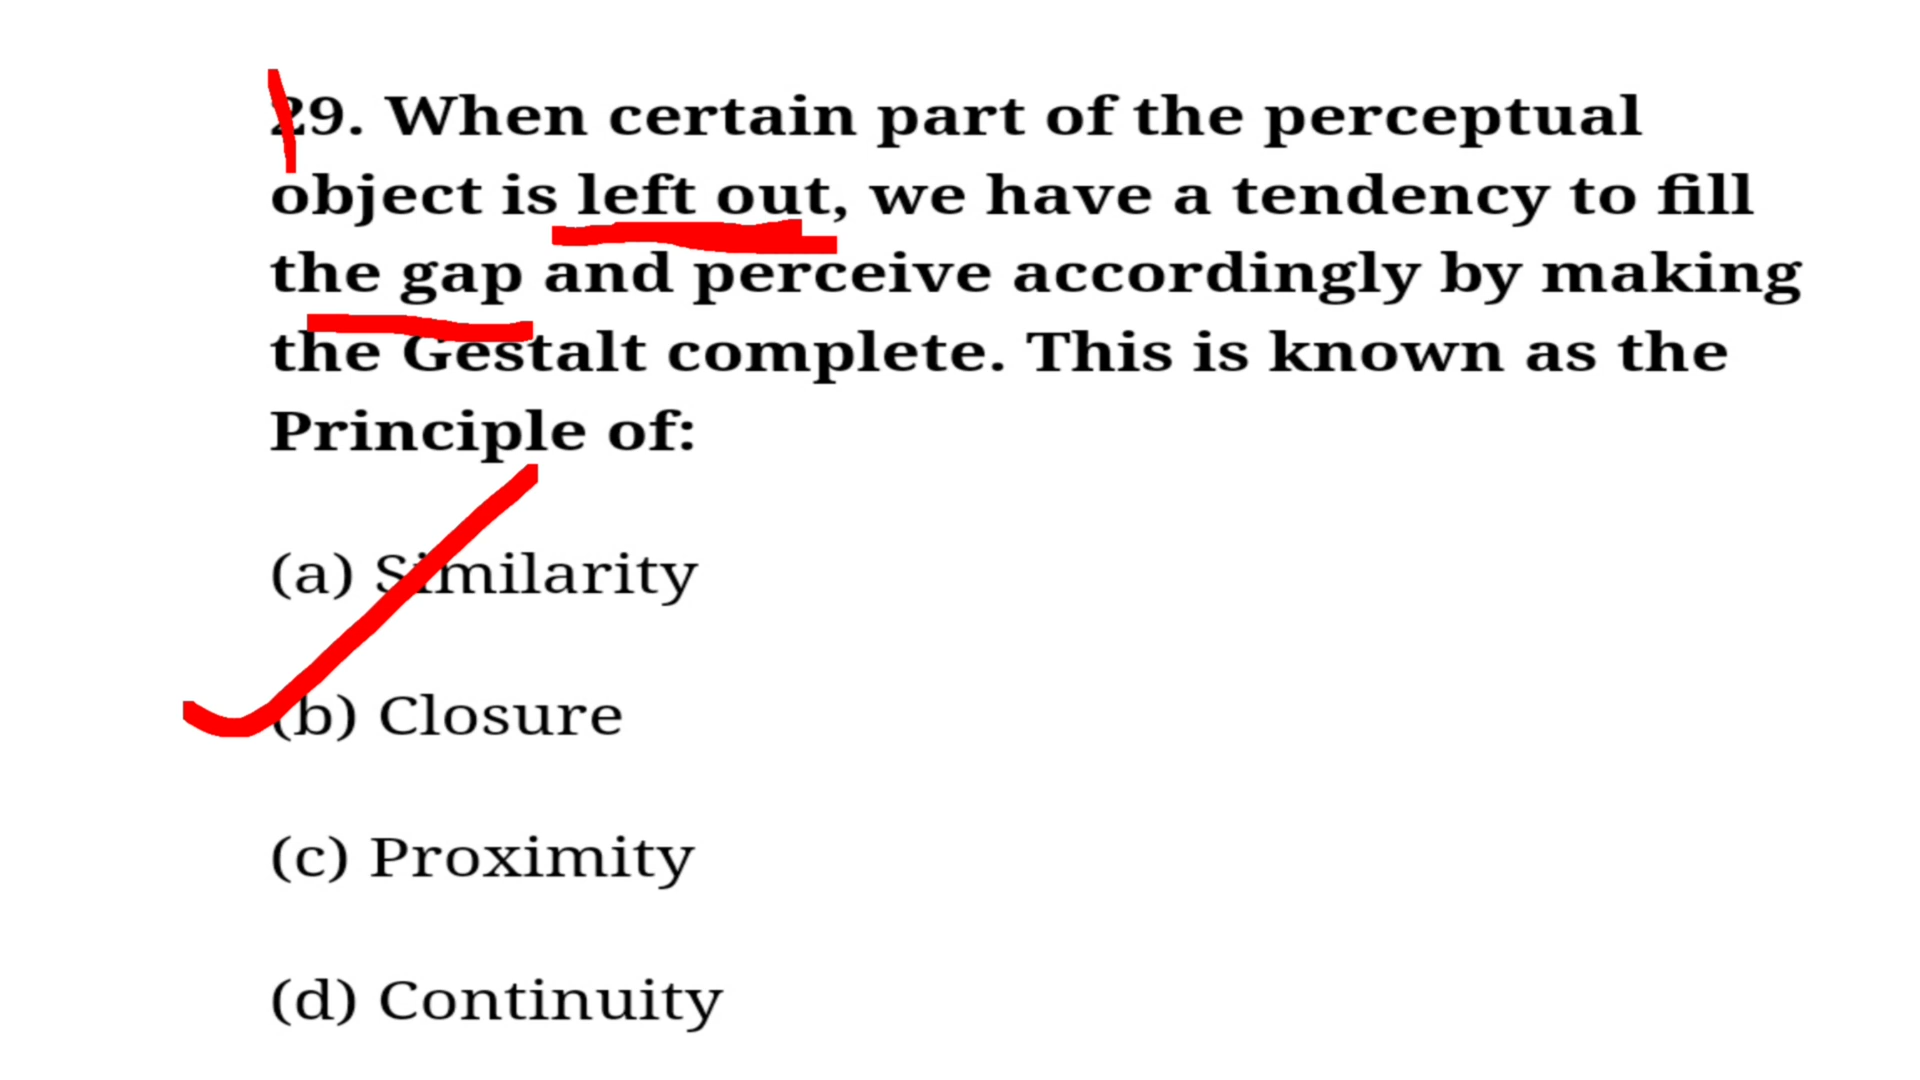 29. When certain part of the perceptual
object is left out, we have a tendency to fill
the gap and perceive accordingly by making
the Gestalt complete. This is known as the
Principle of:
(a) Similarity
(b) Closure
(c) Proximity
(d) Continuity